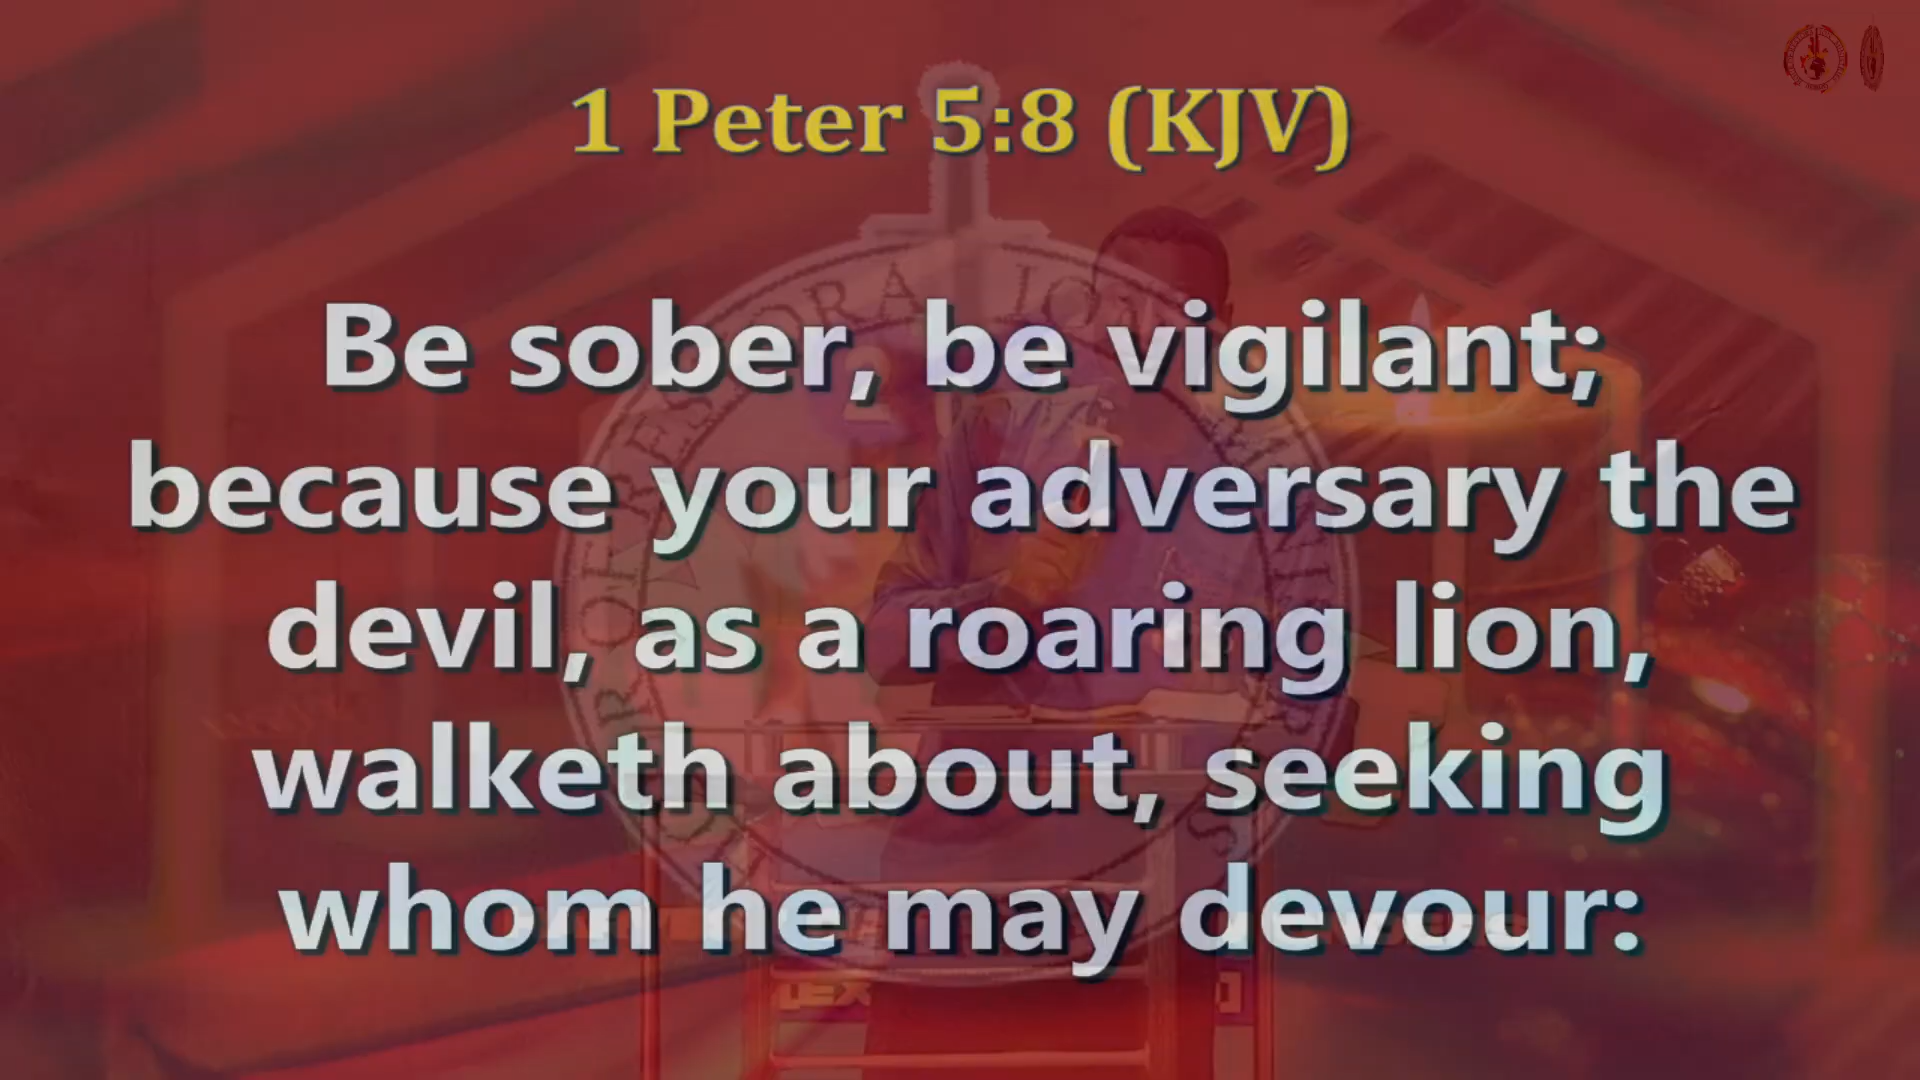 1 Peter 5:8 (KJV)
Be sober, be vigilant;
because your adversary the
devil, as a roaring lion,
walketh about, seeking
whom he may devour: